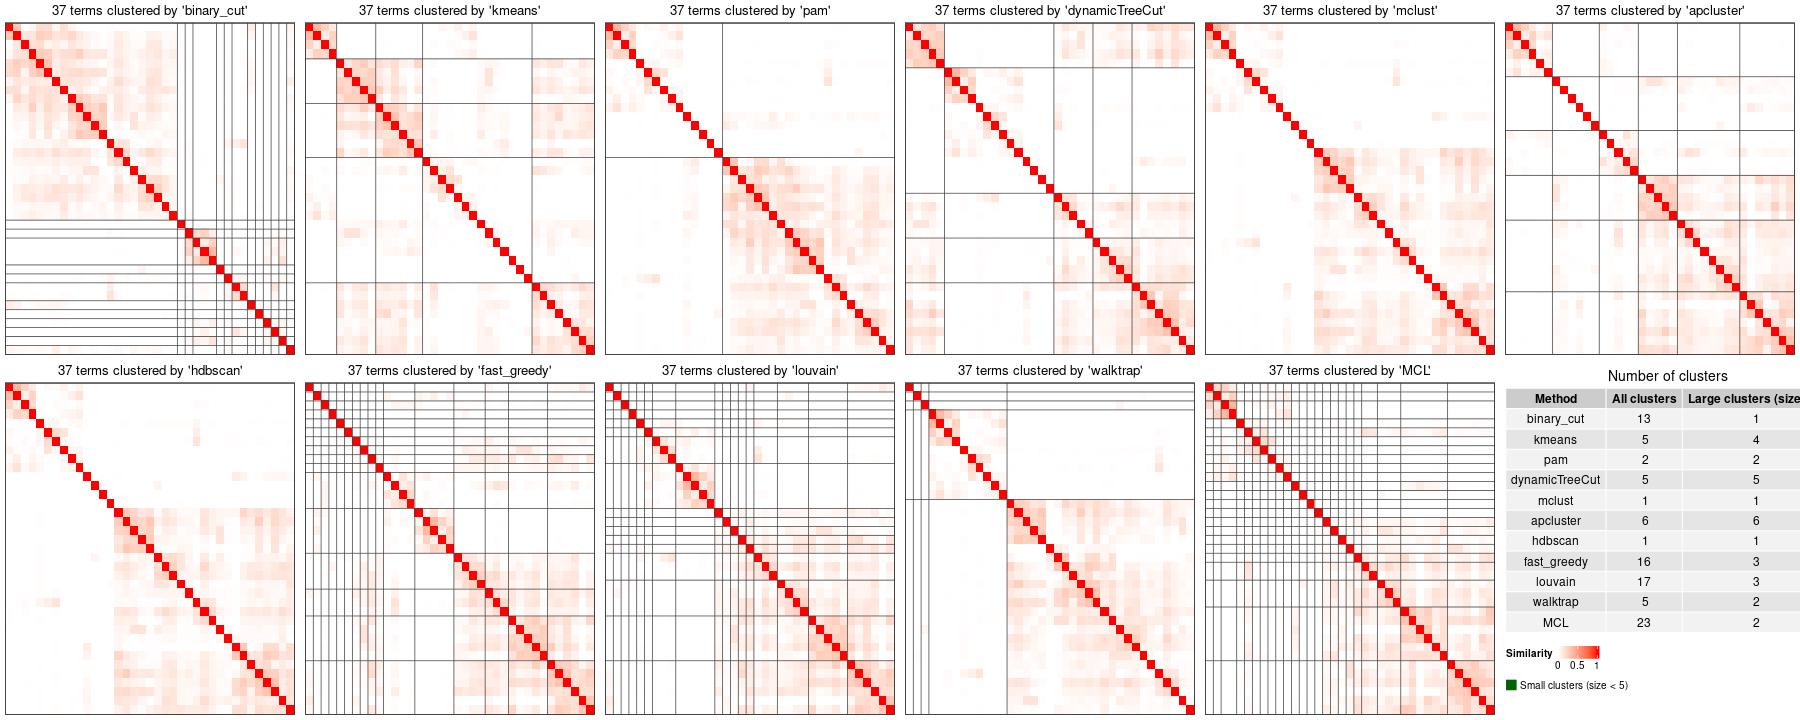 37 terms clustered by 'binary_cut'
37 terms clustered by 'kmeans'
37 terms clustered by 'pam'
37 terms clustered by 'dynamicTreeCut'
37 terms clustered by 'mclust'
37 terms clustered by 'apcluster'
37 terms clustered by 'hdbscan'
37 terms clustered by 'fast_greedy'
37 terms clustered by 'louvain'
37 terms clustered by 'walktrap'
37 terms clustered by 'MCL'
Number of clusters
Method All clusters Large clusters (size
binary_cut 13 1
kmeans 5 4
pam 2 2
dynamicTreeCut 5 5
mclust 1 1
apcluster 6 6
hdbscan 1 1
fast_greedy 16 3
louvain 17 3
walktrap 5 2
MCL 23 2
Similarity
0 0.5 1
Small clusters (size < 5)